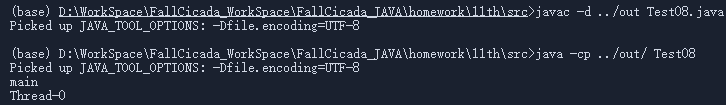 (base) D:\WorkSpace\FallCicada_WorkSpace\FallCicada_JAVA\homework\11th\src>javac -d ../out Test08.java
Picked up JAVA_TOOL_OPTIONS: -Dfile.encoding=UTF-8
(base) D:\WorkSpace\FallCicada_WorkSpace\FallCicada_JAVA\homework\11th\src>java -cp ../out/ Test08
Picked up JAVA_TOOL_OPTIONS: -Dfile.encoding=UTF-8
main
Thread-0